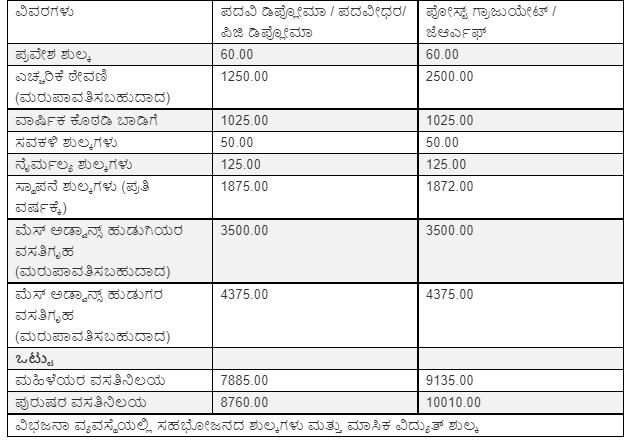 ವಿವರಗಳು ಪದವಿ ಡಿಪ್ಲೋಮಾ / ಪದವೀಧರ/ ಪೋಸ್ಟ್ ಗ್ರಾಜುಯೇಟ್ /
ಪಿಜಿ ಡಿಪ್ಲೋಮಾ ಜೆಆರ್ಎಫ್
ಪ್ರವೇಶ ಶುಲ್ಕ 60.00 60.00
ಎಚ್ಚರಿಕೆ ಠೇವಣಿ 1250.00 2500.00
(ಮರುಪಾವತಿಸಬಹುದಾದ)
ವಾರ್ಷಿಕ ಕೊಠಡಿ ಬಾಡಿಗೆ 1025.00 1025.00
ಸವಕಳಿ ಶುಲ್ಕಗಳು 50.00 50.00
ನೈರ್ಮಲ್ಯ ಶುಲ್ಕಗಳು 125.00 125.00
ಸ್ಥಾಪನೆ ಶುಲ್ಕಗಳು (ಪ್ರತಿ 1875.00 1872.00
ವರ್ಷಕ್ಕೆ)
ಮೆಸ್ ಅಡ್ವಾನ್ಸ್ ಹುಡುಗಿಯರ 3500.00 3500.00
ವಸತಿಗೃಹ
(ಮರುಪಾವತಿಸಬಹುದಾದ)
ಮೆಸ್ ಅಡ್ವಾನ್ಸ್ ಹುಡುಗರ 4375.00 4375.00
ವಸತಿಗೃಹ
(ಮರುಪಾವತಿಸಬಹುದಾದ)
ಒಟ್ಟು
ಮಹಿಳೆಯರ ವಸತಿನಿಲಯ 7885.00 9135.00
ಪುರುಷರ ವಸತಿನಿಲಯ 8760.00 10010.00
ವಿಭಜನಾ ವ್ಯವಸ್ಥೆಯಲ್ಲಿ ಸಹಭೋಜನದ ಶುಲ್ಕಗಳು ಮತ್ತು ಮಾಸಿಕ ವಿದ್ಯುತ್ ಶುಲ್ಕ